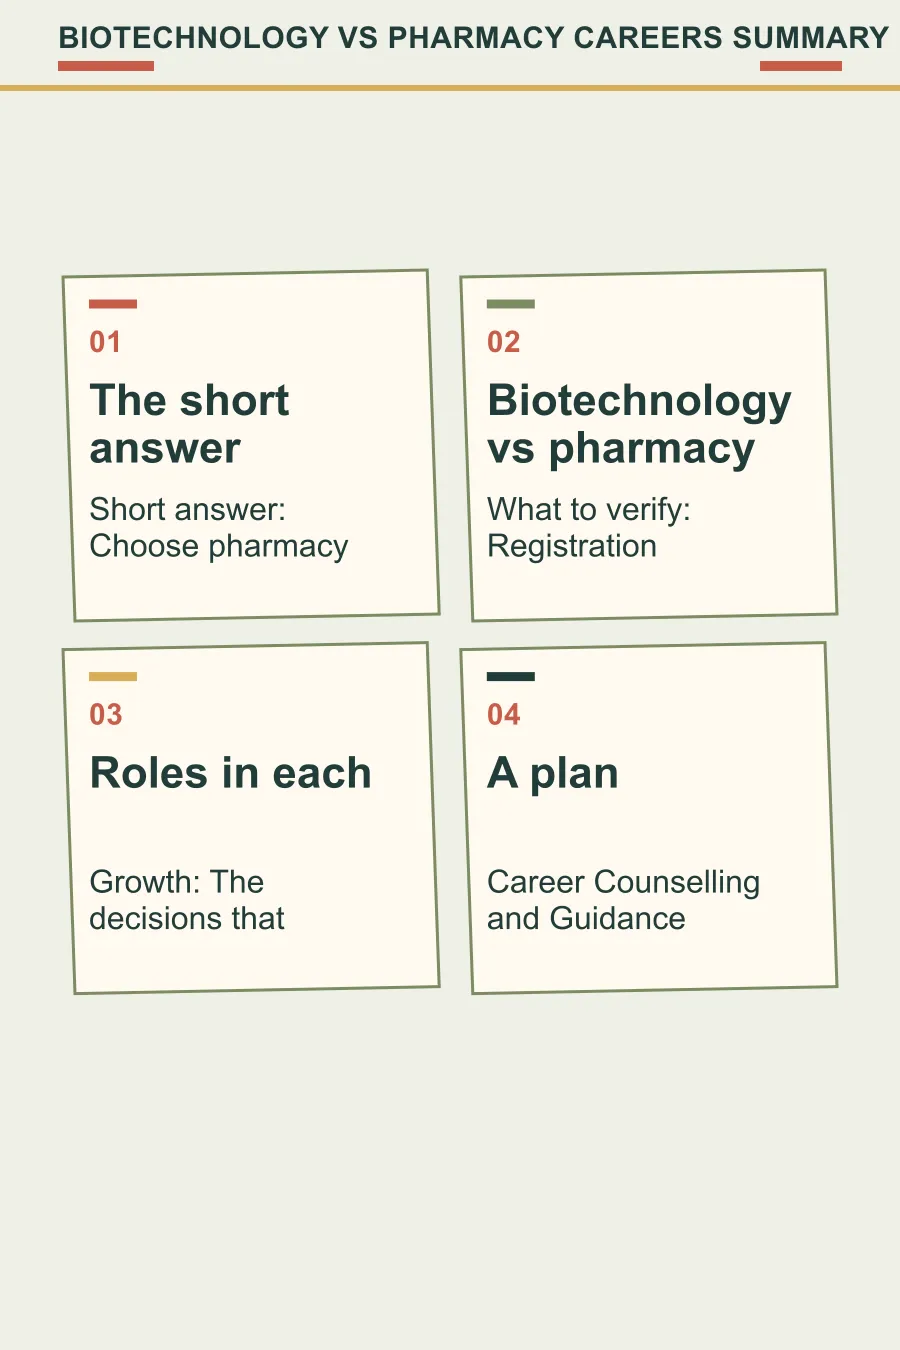 BIOTECHNOLOGY VS PHARMACY CAREERS SUMMARY
01
The short
answer
Short answer:
Choose pharmacy
02
Biotechnology
vs pharmacy
What to verify:
Registration
03
Roles in each
Growth: The
decisions that
04
A plan
Career Counselling
and Guidance